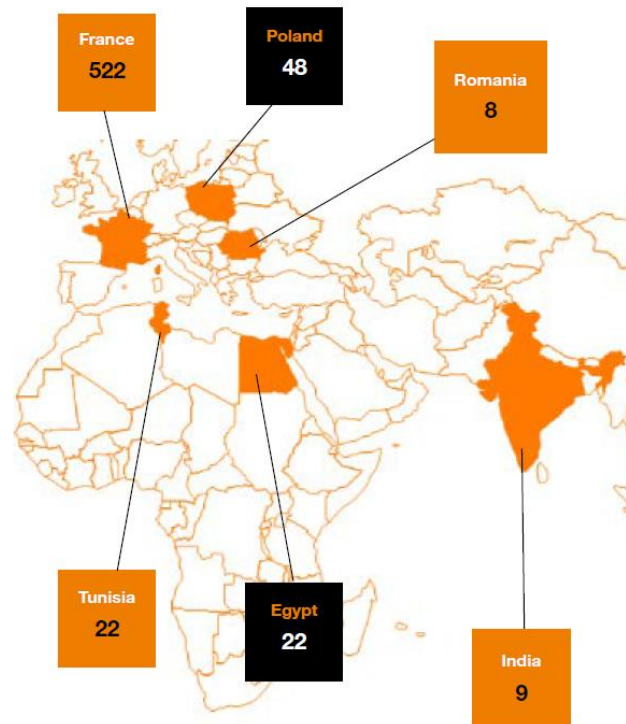 France
522
Poland
48
Romania
8
Tunisia
22
Egypt
22
India
9